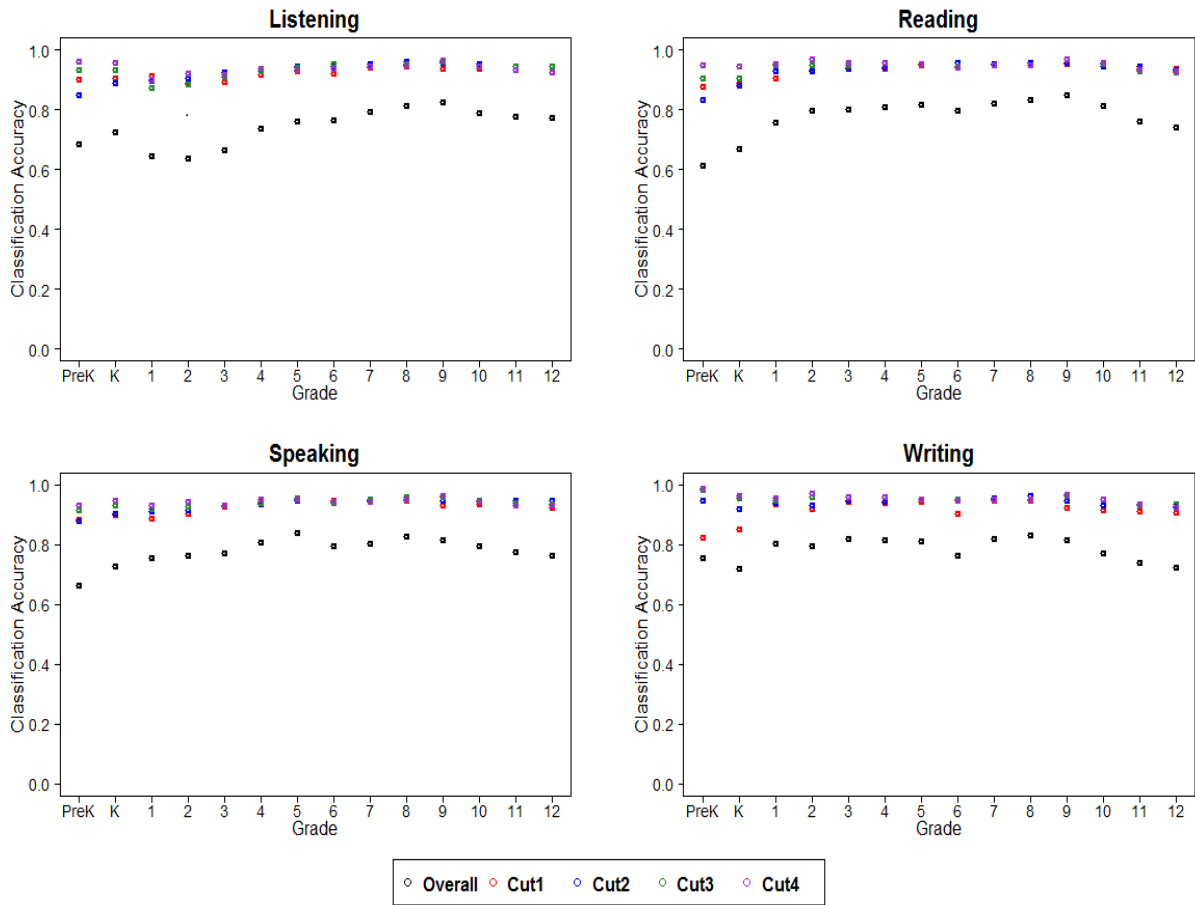 Listening
Classification Accuracy
1.0
0.8
0.6
0.4
0.2
0.0
PreK K 1 2 3 4 5 6 7 8 9 10 11 12
Grade
Reading
Classification Accuracy
1.0
0.8
0.6
0.4
0.2
0.0
PreK K 1 2 3 4 5 6 7 8 9 10 11 12
Grade
Speaking
Classification Accuracy
1.0
0.8
0.6
0.4
0.2
0.0
PreK K 1 2 3 4 5 6 7 8 9 10 11 12
Grade
Writing
Classification Accuracy
1.0
0.8
0.6
0.4
0.2
0.0
PreK K 1 2 3 4 5 6 7 8 9 10 11 12
Grade
Overall Cut1 Cut2 Cut3 Cut4